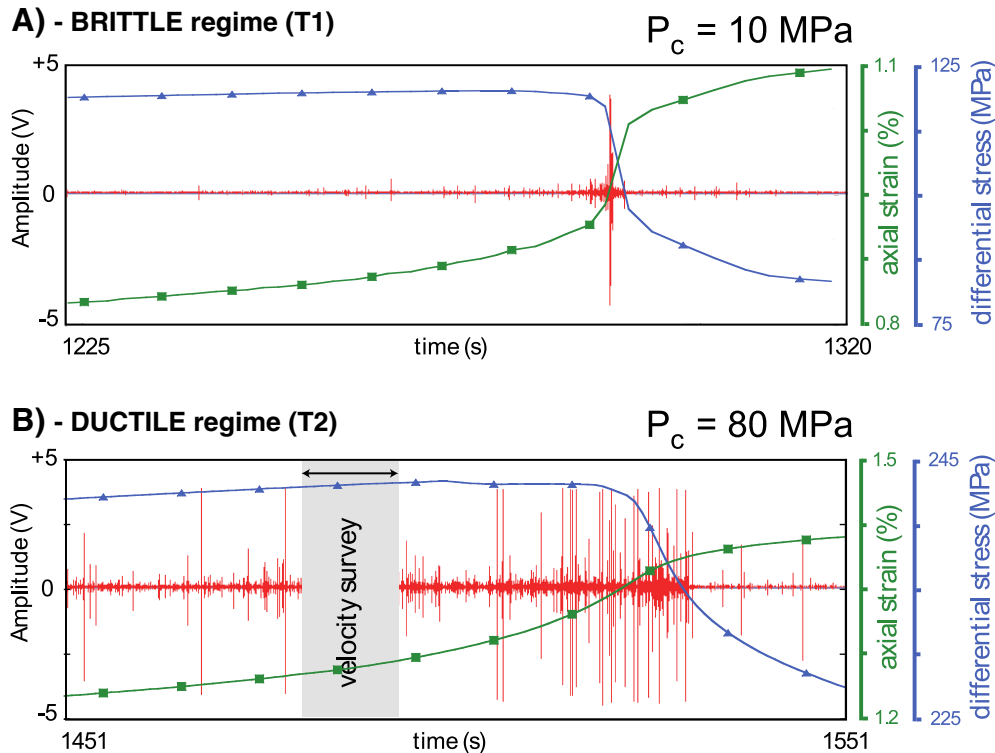 A) - BRITTLE regime (T1)
P_c = 10 MPa
+5
0
-5
Amplitude (V)
1225
time (s)
1320
1.1
0.8
axial strain (%)
125
75
differential stress (MPa)
B) - DUCTILE regime (T2)
P_c = 80 MPa
+5
0
-5
Amplitude (V)
velocity survey
1451
time (s)
1551
1.5
1.2
axial strain (%)
245
225
differential stress (MPa)